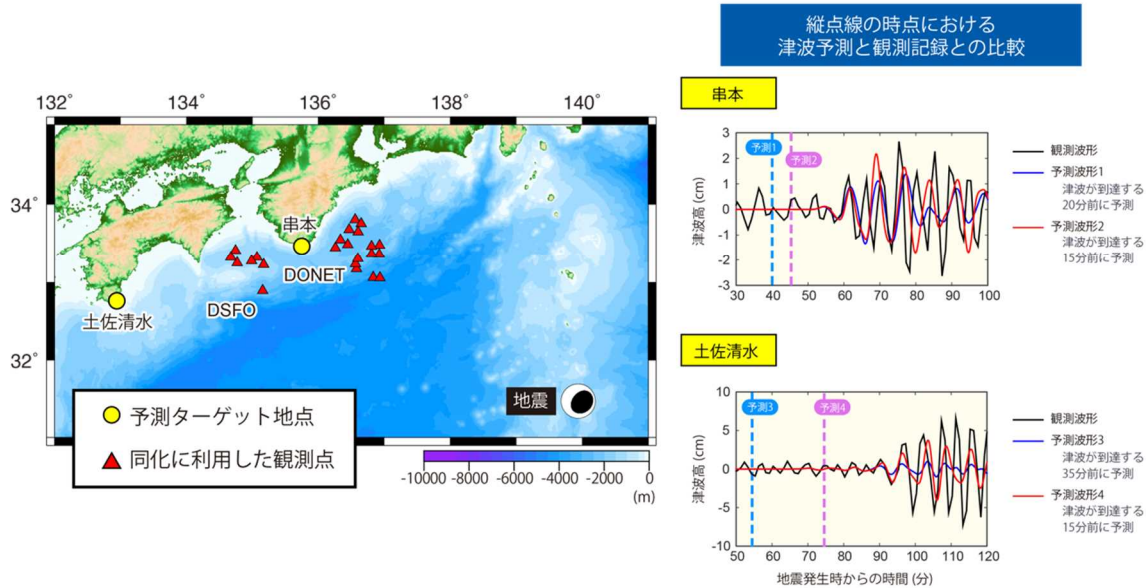 縦点線の時点における
津波予測と観測記録との比較
132°
134°
136°
138°
140°
34°
32°
串本
DONET
DSFO
土佐清水
地震
予測ターゲット地点
同化に利用した観測点
-10000 -8000 -6000 -4000 -2000 0
(m)
串本
津波高 (cm)
3
2
1
0
-1
-2
-3
予測1
予測2
30 40 50 60 70 80 90 100
観測波形
予測波形1
津波が到達する
20分前に予測
予測波形2
津波が到達する
15分前に予測
土佐清水
津波高 (cm)
10
5
0
-5
-10
予測3
予測4
50 60 70 80 90 100 110 120
地震発生時からの時間 (分)
観測波形
予測波形3
津波が到達する
35分前に予測
予測波形4
津波が到達する
15分前に予測